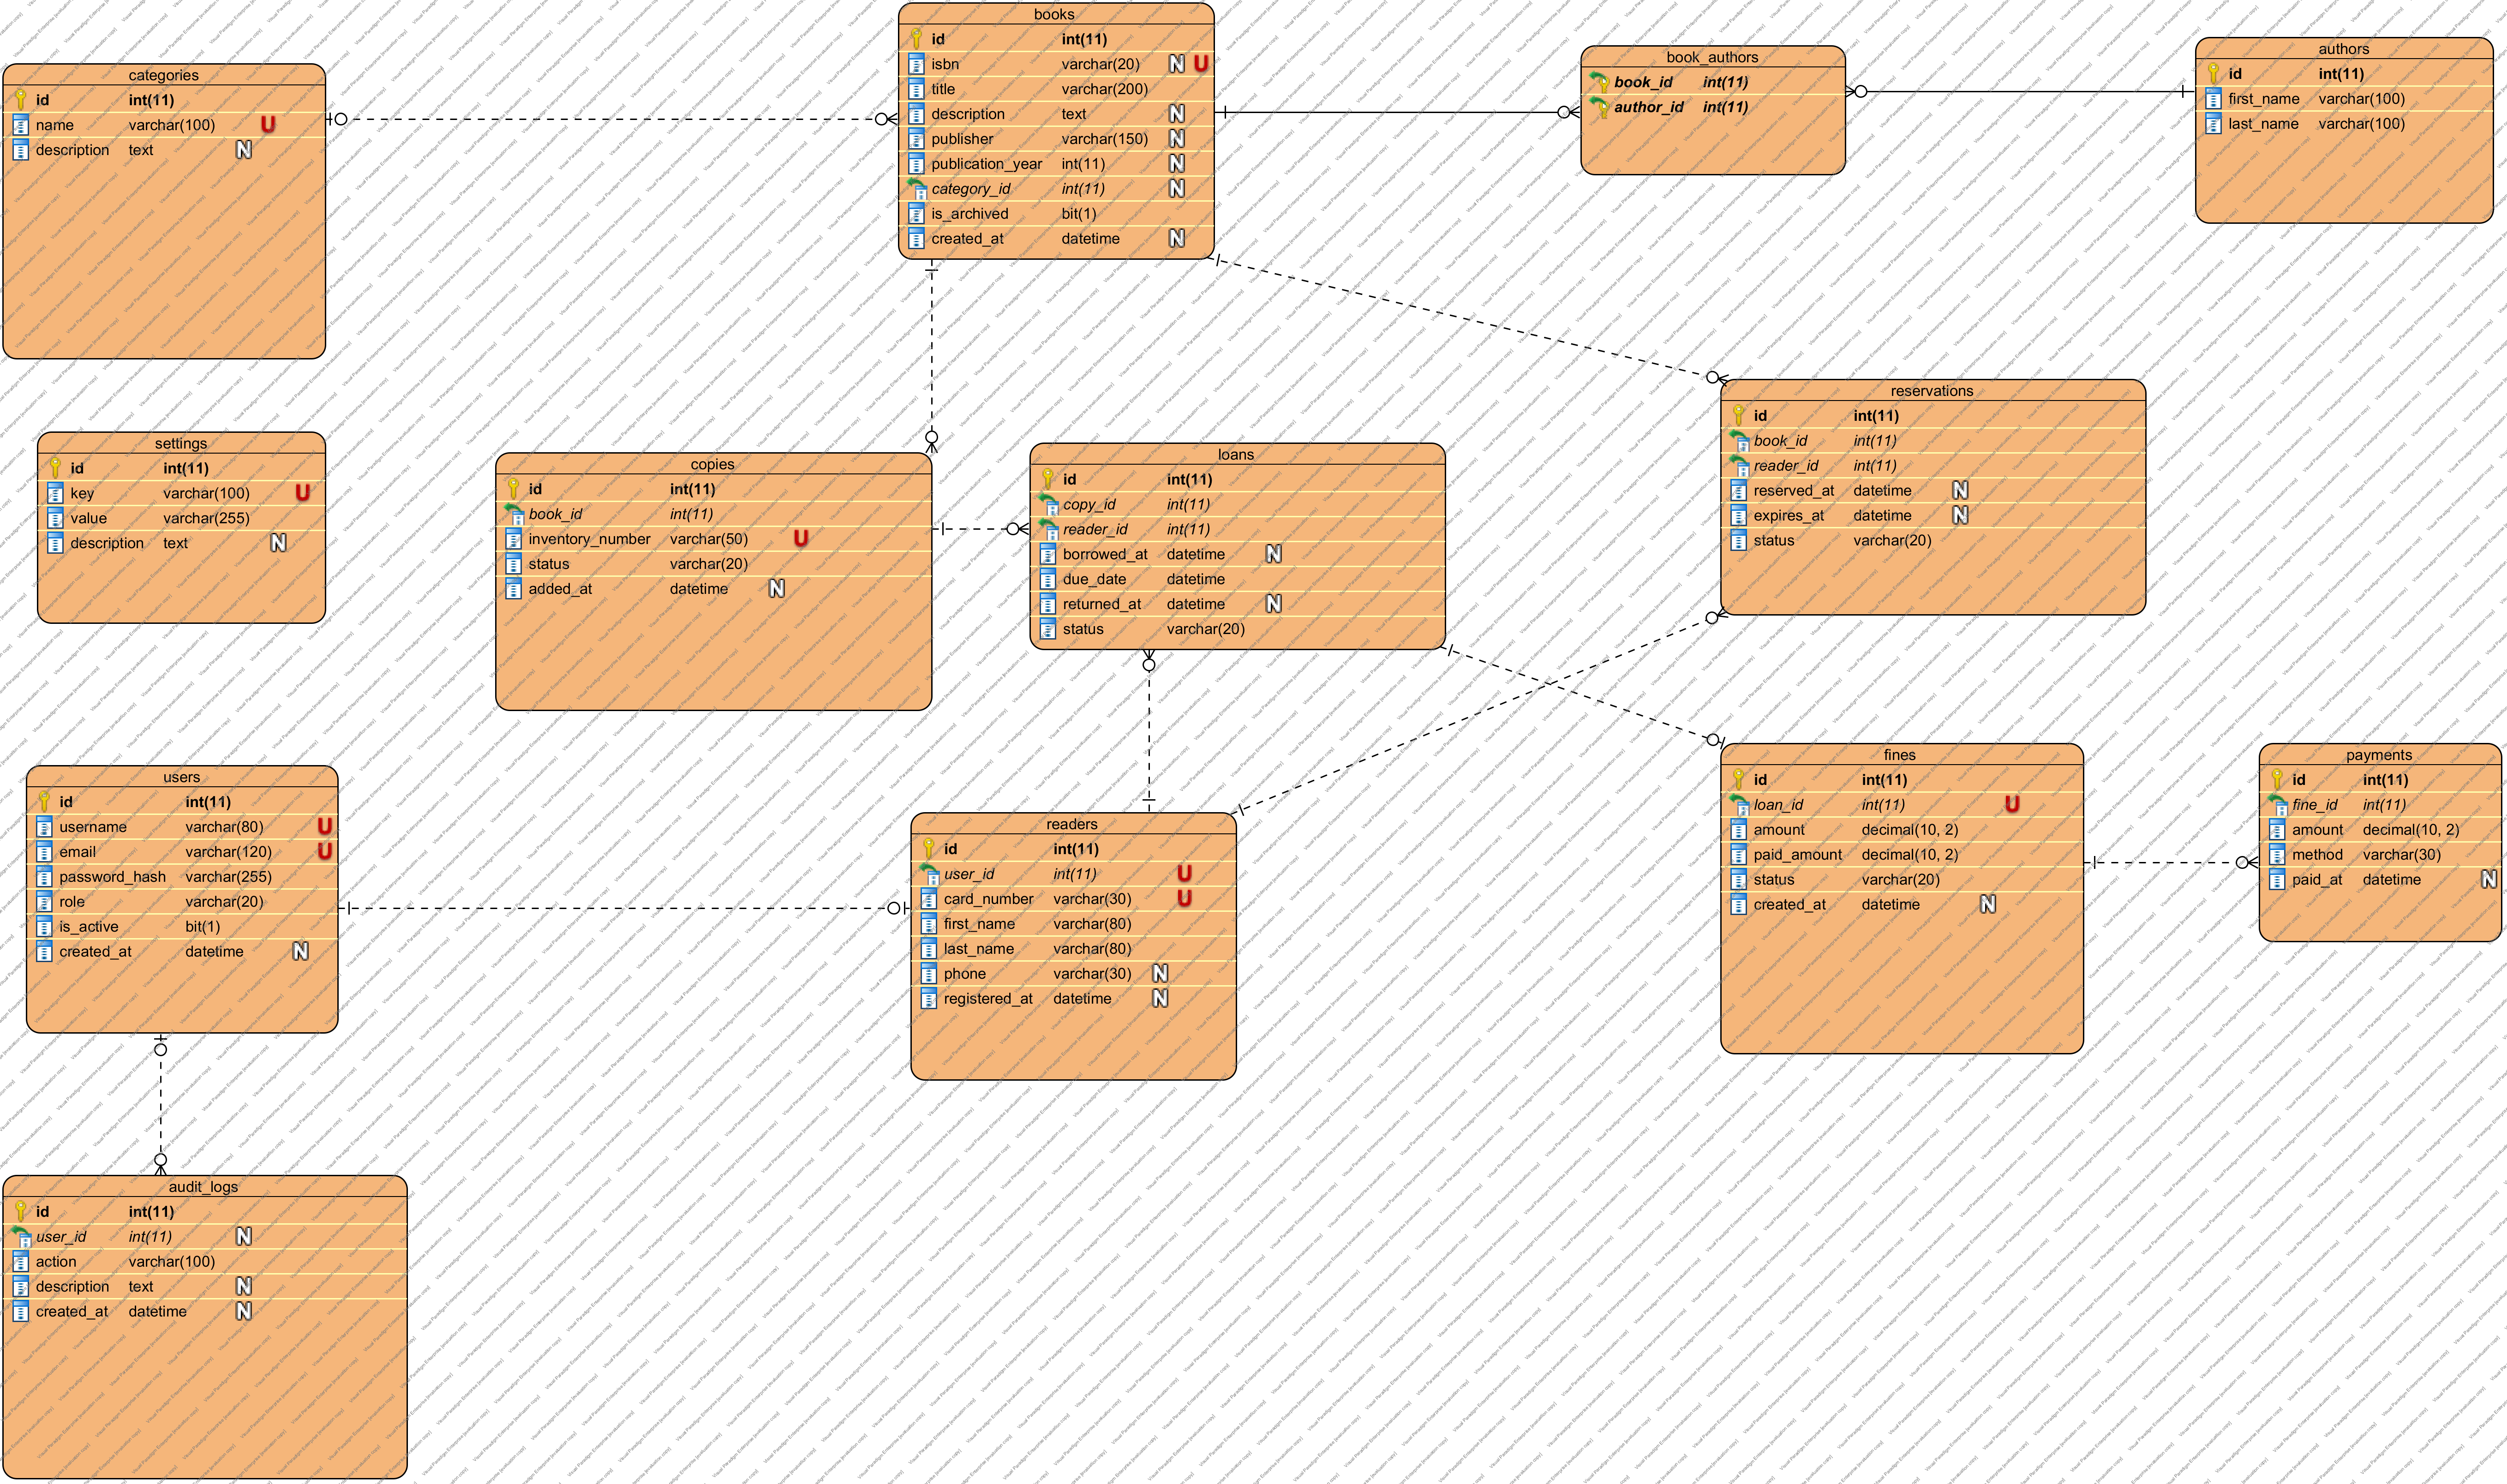 categories
id int(11)
name varchar(100) U
description text N
books
id int(11)
isbn varchar(20) N U
title varchar(200)
description text N
publisher varchar(150) N
publication_year int(11) N
category_id int(11) N
is_archived bit(1)
created_at datetime N
book_authors
book_id int(11)
author_id int(11)
authors
id int(11)
first_name varchar(100)
last_name varchar(100)
settings
id int(11)
key varchar(100) U
value varchar(255)
description text N
copies
id int(11)
book_id int(11)
inventory_number varchar(50) U
status varchar(20)
added_at datetime N
loans
id int(11)
copy_id int(11)
reader_id int(11)
borrowed_at datetime N
due_date datetime
returned_at datetime N
status varchar(20)
reservations
id int(11)
book_id int(11)
reader_id int(11)
reserved_at datetime N
expires_at datetime N
status varchar(20)
users
id int(11)
username varchar(80) U
email varchar(120) U
password_hash varchar(255)
role varchar(20)
is_active bit(1)
created_at datetime N
readers
id int(11)
user_id int(11) U
card_number varchar(30) U
first_name varchar(80)
last_name varchar(80)
phone varchar(30) N
registered_at datetime N
fines
id int(11)
loan_id int(11) U
amount decimal(10, 2)
paid_amount decimal(10, 2)
status varchar(20)
created_at datetime N
payments
id int(11)
fine_id int(11)
amount decimal(10, 2)
method varchar(30)
paid_at datetime N
audit_logs
id int(11)
user_id int(11) N
action varchar(100)
description text N
created_at datetime N
Visual Paradigm Enterprise [evaluation copy]